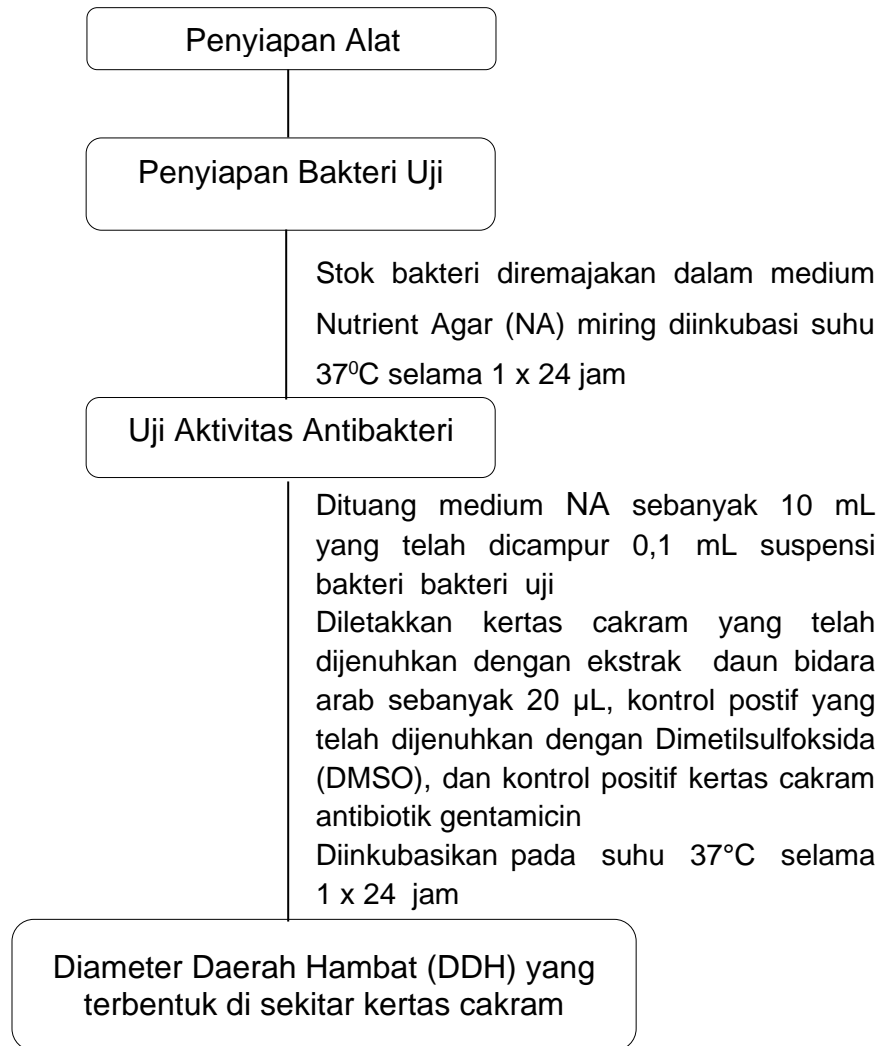 Penyiapan Alat
Penyiapan Bakteri Uji
Stok bakteri diremajakan dalam medium
Nutrient Agar (NA) miring diinkubasi suhu
37⁰C selama 1 x 24 jam
Uji Aktivitas Antibakteri
Dituang medium NA sebanyak 10 mL
yang telah dicampur 0,1 mL suspensi
bakteri bakteri uji
Diletakkan kertas cakram yang telah
dijenuhkan dengan ekstrak daun bidara
arab sebanyak 20 µL, kontrol postif yang
telah dijenuhkan dengan Dimetilsulfoksida
(DMSO), dan kontrol positif kertas cakram
antibiotik gentamicin
Diinkubasikan pada suhu 37°C selama
1 x 24 jam
Diameter Daerah Hambat (DDH) yang
terbentuk di sekitar kertas cakram